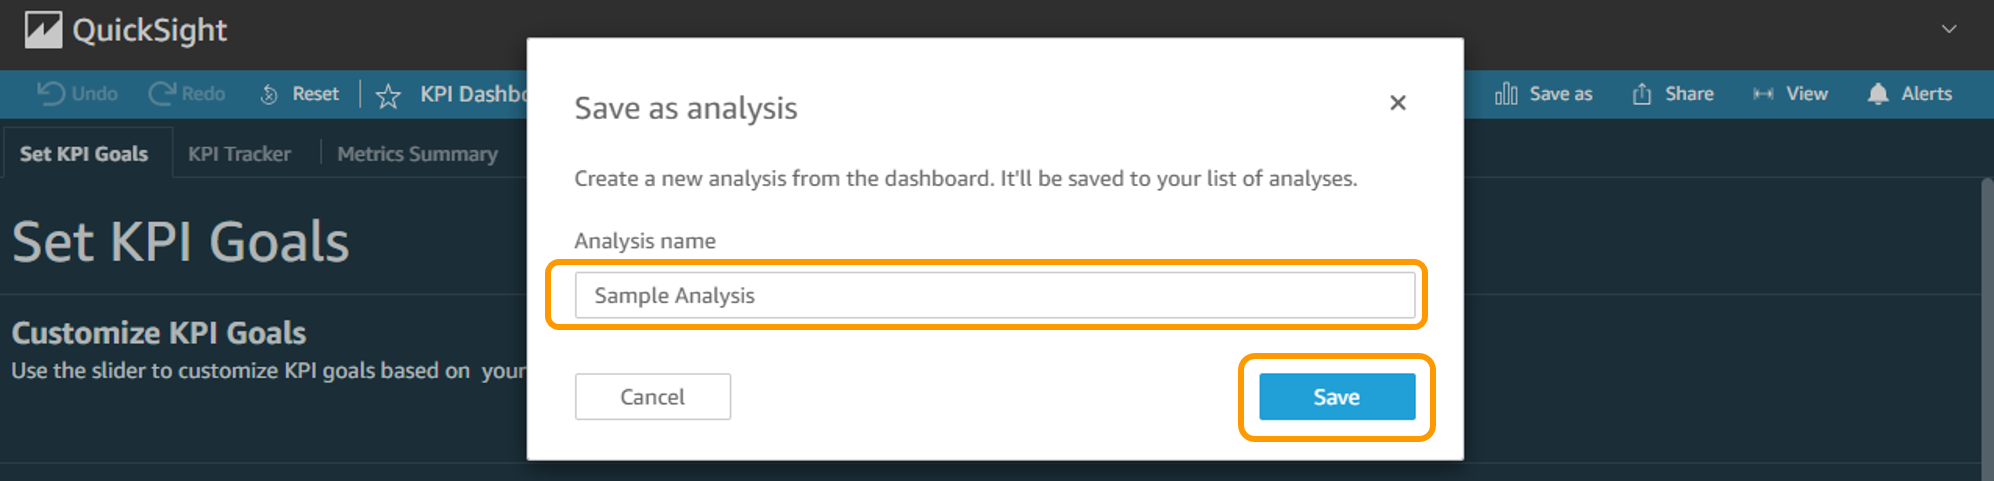 QuickSight
Undo Redo Reset KPI Dashbo Save as Share View Alerts
Set KPI Goals KPI Tracker Metrics Summary
Set KPI Goals
Customize KPI Goals
Use the slider to customize KPI goals based on your
Save as analysis
Create a new analysis from the dashboard. It'll be saved to your list of analyses.
Analysis name
Sample Analysis
Cancel Save